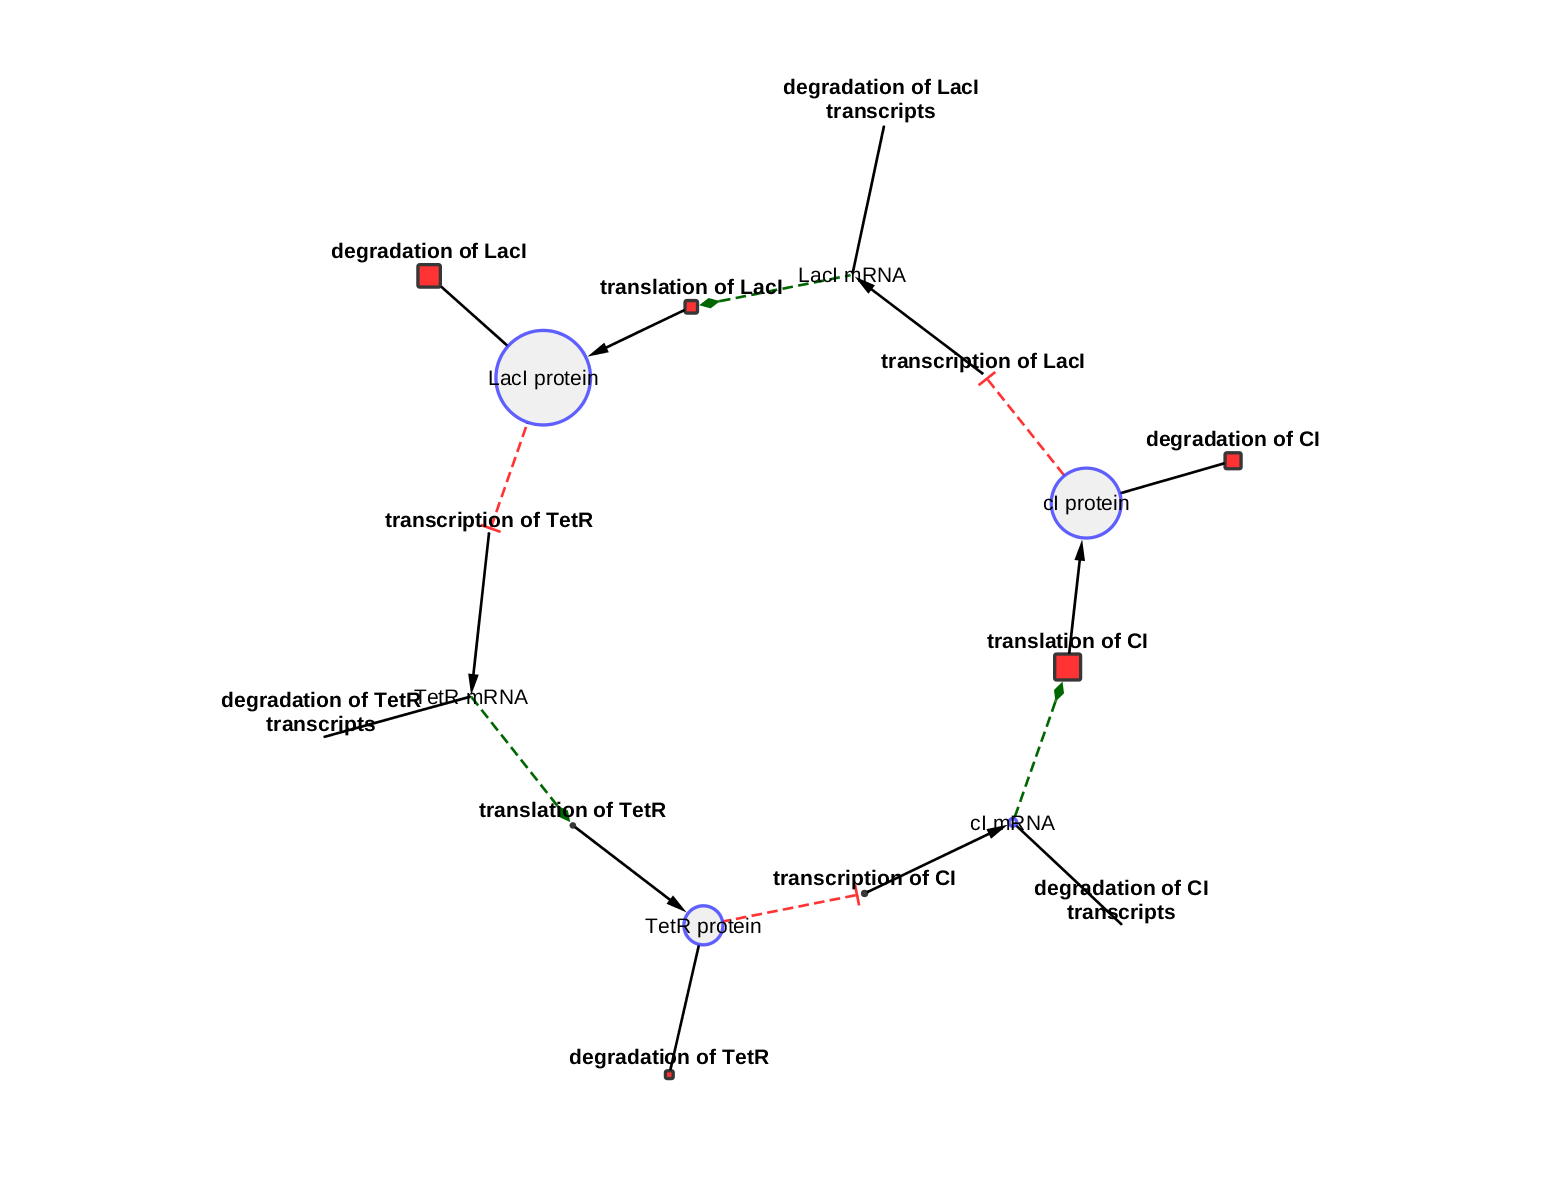 degradation of LacI
transcripts
degradation of LacI
LacI mRNA
translation of LacI
transcription of LacI
LacI protein
degradation of CI
cI protein
transcription of TetR
translation of CI
degradation of TetR
transcripts
TetR mRNA
translation of TetR
cI mRNA
transcription of CI
degradation of CI
transcripts
TetR protein
degradation of TetR